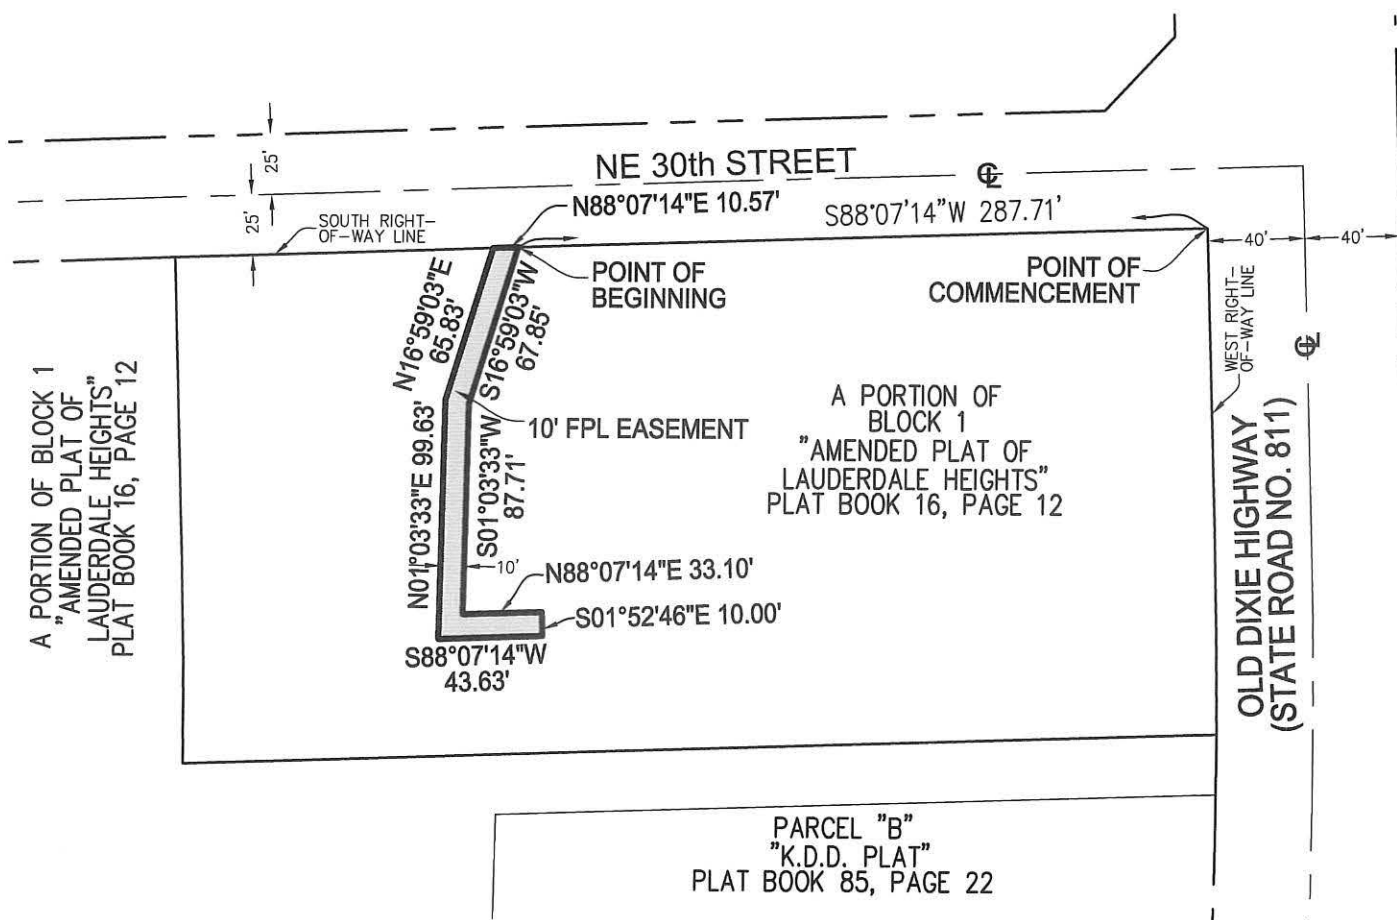 NE 30th STREET
℄
25'
25'
SOUTH RIGHT-
OF-WAY LINE
N88°07'14"E 10.57'
S88°07'14"W 287.71'
40'
40'
POINT OF
BEGINNING
POINT OF
COMMENCEMENT
WEST RIGHT-
OF-WAY LINE
℄
N16°59'03"E
65.83'
S16°59'03"W
67.85'
A PORTION OF BLOCK 1
"AMENDED PLAT OF
LAUDERDALE HEIGHTS"
PLAT BOOK 16, PAGE 12
10' FPL EASEMENT
A PORTION OF
BLOCK 1
"AMENDED PLAT OF
LAUDERDALE HEIGHTS"
PLAT BOOK 16, PAGE 12
N01°03'33"E 99.63'
S01°03'33"W
87.71'
10'
N88°07'14"E 33.10'
S01°52'46"E 10.00'
S88°07'14"W
43.63'
OLD DIXIE HIGHWAY
(STATE ROAD NO. 811)
PARCEL "B"
"K.D.D. PLAT"
PLAT BOOK 85, PAGE 22